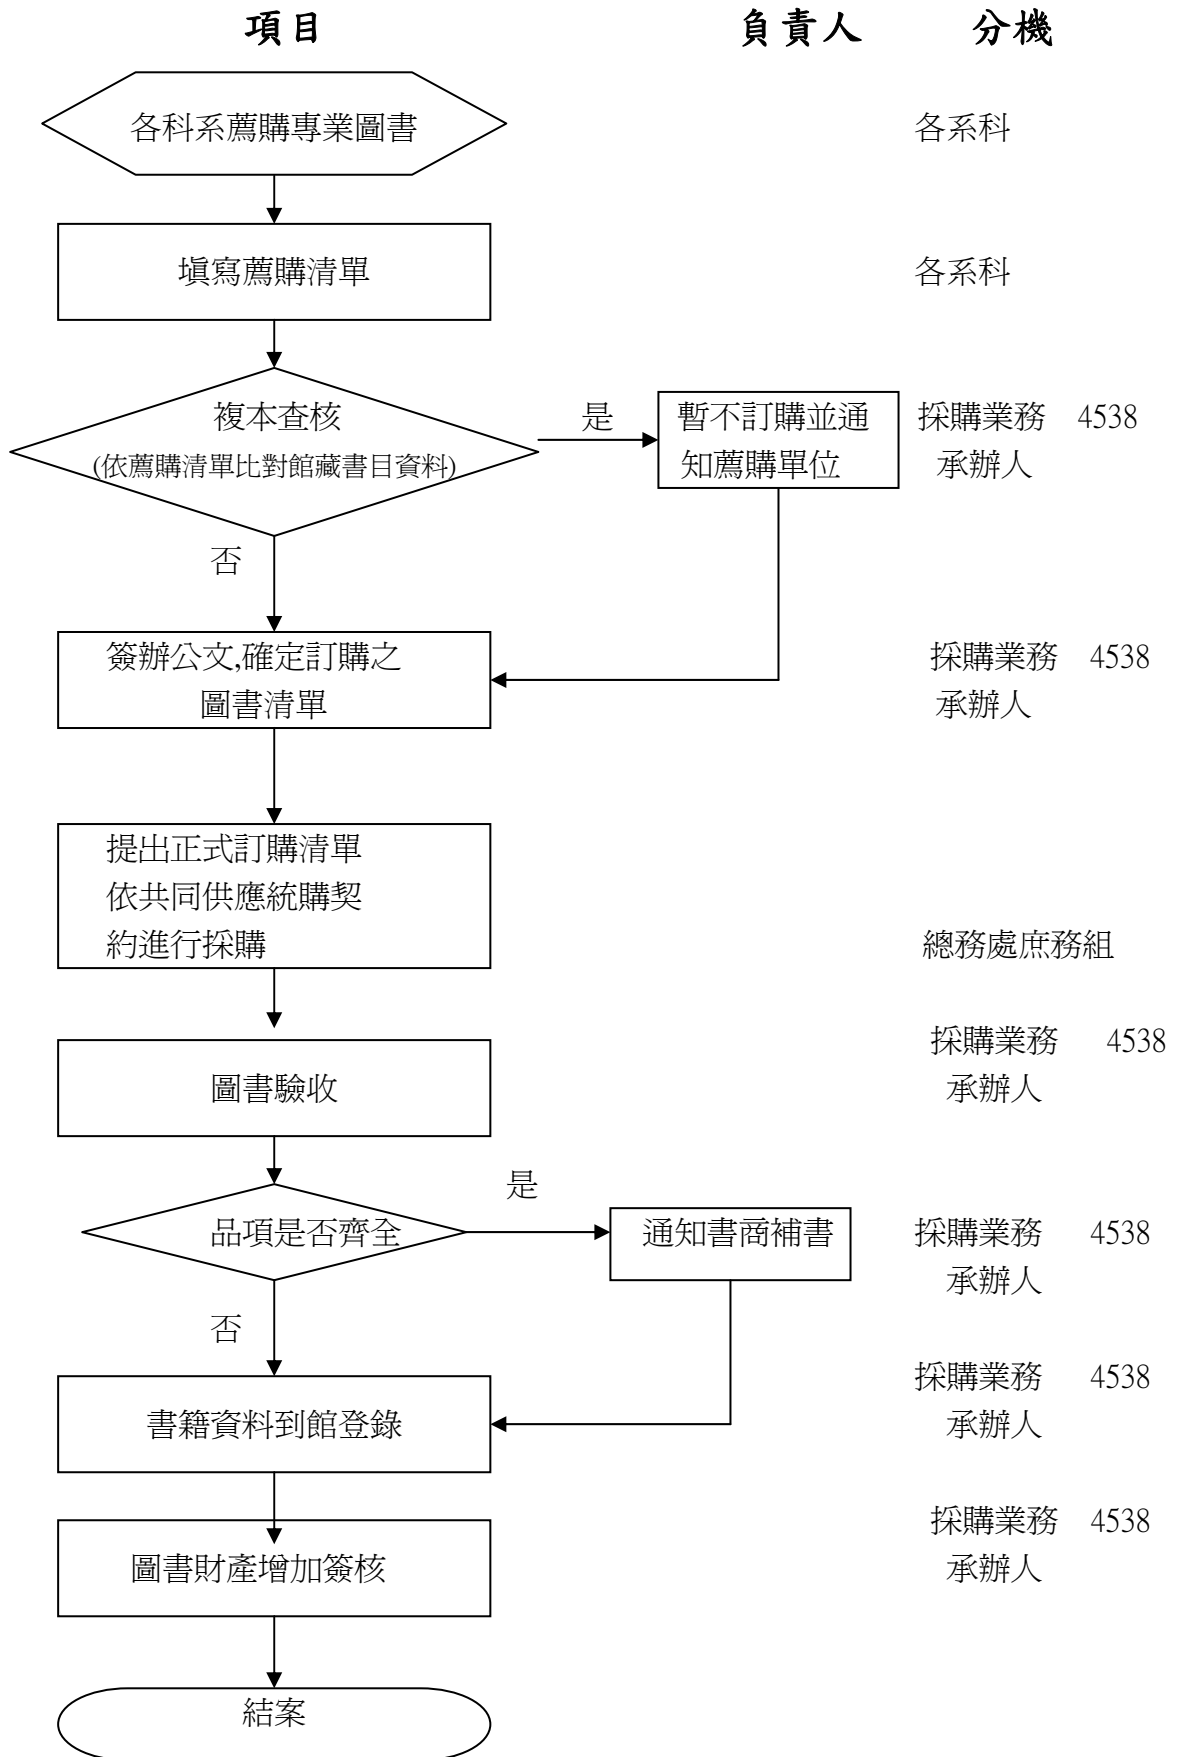 項目 負責人 分機
各科系薦購專業圖書 各系科
填寫薦購清單 各系科
複本查核 是 暫不訂購並通 採購業務 4538
(依薦購清單比對館藏書目資料) 知薦購單位 承辦人
否
簽辦公文,確定訂購之 採購業務 4538
圖書清單 承辦人
提出正式訂購清單
依共同供應統購契
約進行採購 總務處庶務組
採購業務 4538
圖書驗收 承辦人
是
品項是否齊全 通知書商補書 採購業務 4538
承辦人
否
採購業務 4538
書籍資料到館登錄 承辦人
採購業務 4538
圖書財產增加簽核 承辦人
結案